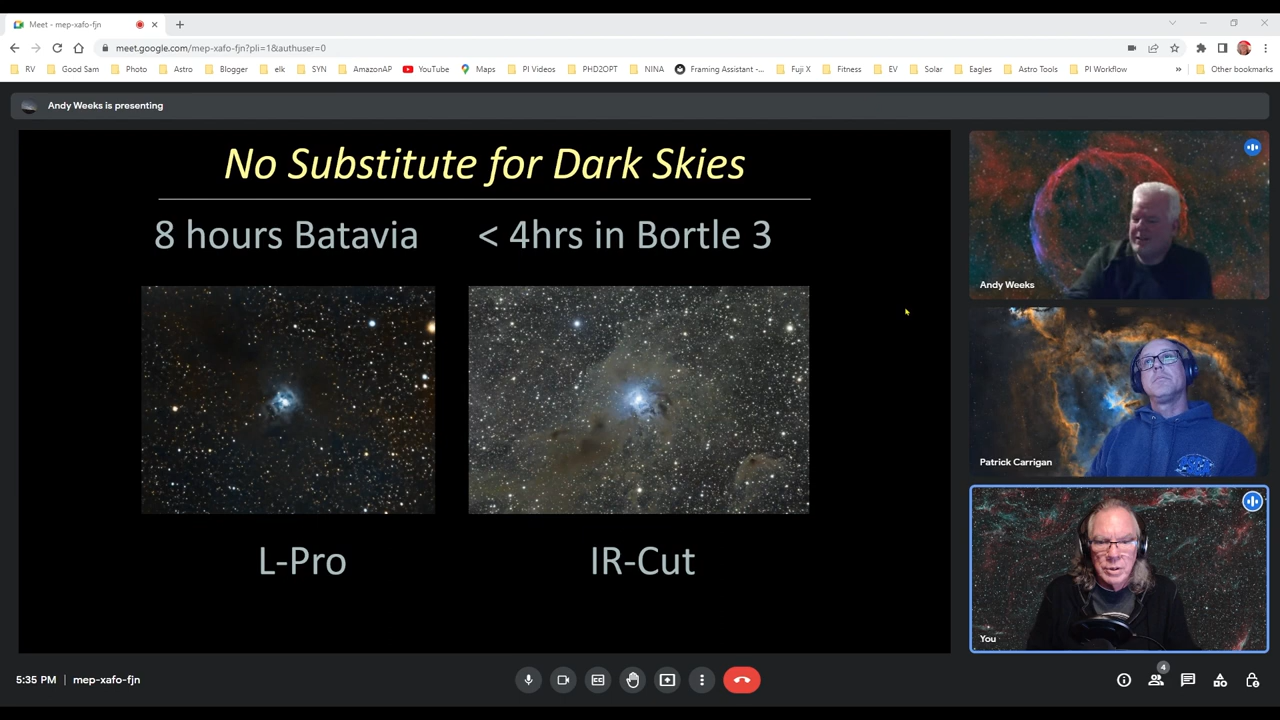 Meet - mep-xafo-fjn
meet.google.com/mep-xafo-fjn?pli=1&authuser=0
RV Good Sam Photo Astro Blogger elk SYN AmazonAP YouTube Maps PI Videos PHD2OPT NINA Framing Assistant -... Fuji X Fitness EV Solar Eagles Astro Tools PI Workflow » Other bookmarks
Andy Weeks is presenting
No Substitute for Dark Skies
8 hours Batavia < 4hrs in Bortle 3
L-Pro IR-Cut
Andy Weeks
Patrick Carrigan
You
5:35 PM | mep-xafo-fjn
4